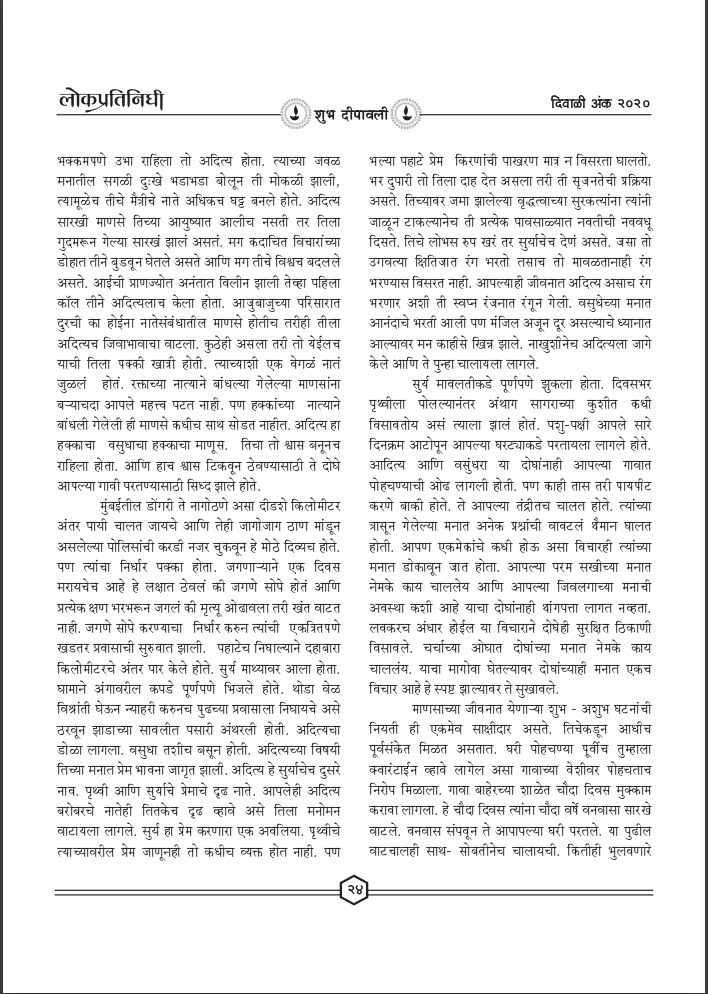 लोकप्रतिनिधी
शुभ दीपावली
दिवाळी अंक २०२०
भक्कमपणे उभा राहिला तो अदित्य होता. त्याच्या जवळ
मनातील सगळी दुःखे भडाभडा बोलून ती मोकळी झाली,
त्यामूळेच तीचे मैत्रीचे नाते अधिकच घट्ट बनले होते. अदित्य
सारखी माणसे तिच्या आयुष्यात आलीच नसती तर तिला
गुदमरून गेल्या सारखं झालं असतं. मग कदाचित विचारांच्या
डोहात तीने बुडवून घेतले असते आणि मग तीचे विश्वच बदलले
असते. आईची प्राणज्योत अनंतात विलीन झाली तेव्हा पहिला
कॉल तीने अदित्यलाच केला होता. आजुबाजुच्या परिसारात
दुरची का होईना नातेसंबंधातील माणसे होतीच तरीही तीला
अदित्यच जिवाभावाचा वाटला. कुठेही असला तरी तो येईलच
याची तिला पक्की खात्री होती. त्याच्याशी एक वेगळं नातं
जुळलं होतं. रक्ताच्या नात्याने बांधल्या गेलेल्या माणसांना
बऱ्याचदा आपले महत्त्व पटत नाही. पण हक्कांच्या नात्याने
बांधली गेलेली ही माणसे कधीच साथ सोडत नाहीत. अदित्य हा
हक्काचा वसुधाचा हक्काचा माणूस. तिचा तो श्वास बनूनच
राहिला होता. आणि हाच श्वास टिकवून ठेवण्यासाठी ते दोघे
आपल्या गावी परतण्यासाठी सिध्द झाले होते.
मुंबईतील डोंगरी ते नागोठणे असा दीडशे किलोमीटर
अंतर पायी चालत जायचे आणि तेही जागोजाग ठाण मांडून
असलेल्या पोलिसांची करडी नजर चुकवून हे मोठे दिव्यच होते.
पण त्यांचा निर्धार पक्का होता. जगणाऱ्याने एक दिवस
मरायचेच आहे हे लक्षात ठेवलं की जगणे सोपे होतं आणि
प्रत्येक क्षण भरभरून जगलं की मृत्यू ओढावला तरी खंत वाटत
नाही. जगणे सोपे करण्याचा निर्धार करुन त्यांची एकत्रितपणे
खडतर प्रवासाची सुरुवात झाली. पहाटेच निघाल्याने दहाबारा
किलोमीटरचे अंतर पार केले होते. सुर्य माथ्यावर आला होता.
घामाने अंगावरील कपडे पूर्णपणे भिजले होते. थोडा वेळ
विश्रांती घेऊन न्याहरी करुनच पुढच्या प्रवासाला निघायचे असे
ठरवून झाडाच्या सावलीत पसारी अंथरली होती. अदित्यचा
डोळा लागला. वसुधा तशीच बसून होती. अदित्यच्या विषयी
तिच्या मनात प्रेम भावना जागृत झाली. अदित्य हे सुर्याचेच दुसरे
नाव. पृथ्वी आणि सुर्याचे प्रेमाचे दृढ नाते. आपलेही अदित्य
बरोबरचे नातेही तितकेच दृढ व्हावे असे तिला मनोमन
वाटायला लागले. सुर्य हा प्रेम करणारा एक अवलिया. पृथ्वीचे
त्याच्यावरील प्रेम जाणूनही तो कधीच व्यक्त होत नाही. पण
भल्या पहाटे प्रेम किरणांची पाखरण मात्र न विसरता घालतो.
भर दुपारी तो तिला दाह देत असला तरी ती सृजनतेची प्रक्रिया
असते. तिच्यावर जमा झालेल्या वृद्धत्वाच्या सुरकत्यांना त्यांनी
जाळून टाकल्यानेच ती प्रत्येक पावसाळ्यात नवतीची नववधू
दिसते. तिचे लोभस रुप खरं तर सुर्याचेच देणं असते. जसा तो
उगवत्या क्षितिजात रंग भरतो तसाच तो मावळतानाही रंग
भरण्यास विसरत नाही. आपल्याही जीवनात अदित्य असाच रंग
भरणार अशी ती स्वप्न रंजनात रंगून गेली. वसुधेच्या मनात
आनंदाचे भरती आली पण मंजिल अजून दूर असल्याचे ध्यानात
आल्यावर मन काहीसे खिन्न झाले. नाखुशीनेच अदित्यला जागे
केले आणि ते पुन्हा चालायला लागले.
सुर्य मावलतीकडे पूर्णपणे झुकला होता. दिवसभर
पृथ्वीला पोलल्यानंतर अंथाग सागराच्या कुशीत कधी
विसावतोय असं त्याला झालं होतं. पशु-पक्षी आपले सारे
दिनक्रम आटोपून आपल्या घरट्याकडे परतायला लागले होते.
आदित्य आणि वसुंधरा या दोघांनाही आपल्या गावात
पोहचण्याची ओढ लागली होती. पण काही तास तरी पायपीट
करणे बाकी होते. ते आपल्या तंद्रीतच चालत होते. त्यांच्या
त्रासून गेलेल्या मनात अनेक प्रश्नांची वावटलं थैमान घालत
होती. आपण एकमेकांचे कधी होऊ असा विचारही त्यांच्या
मनात डोकावून जात होता. आपल्या परम सखीच्या मनात
नेमके काय चाललेय आणि आपल्या जिवलगाच्या मनाची
अवस्था कशी आहे याचा दोघांनाही थांगपत्ता लागत नव्हता.
लवकरच अंधार होईल या विचाराने दोघेही सुरक्षित ठिकाणी
विसावले. चर्चाच्या ओघात दोघांच्या मनात नेमके काय
चाललंय. याचा मागोवा घेतल्यावर दोघांच्याही मनात एकच
विचार आहे हे स्पष्ट झाल्यावर ते सुखावले.
माणसाच्या जीवनात येणाऱ्या शुभ - अशुभ घटनांची
नियती ही एकमेव साक्षीदार असते. तिचेकडून आधीच
पूर्वसंकेत मिळत असतात. घरी पोहचण्या पूर्वीच तुम्हाला
क्वारंटाईन व्हावे लागेल असा गावाच्या वेशीवर पोहचताच
निरोप मिळाला. गावा बाहेरच्या शाळेत चौदा दिवस मुक्काम
करावा लागला. हे चौदा दिवस त्यांना चौदा वर्षे वनवासा सारखे
वाटले. वनवास संपवून ते आपापल्या घरी परतले. या पुढील
वाटचालही साथ- सोबतीनेच चालायची. कितीही भुलवणारे
२४